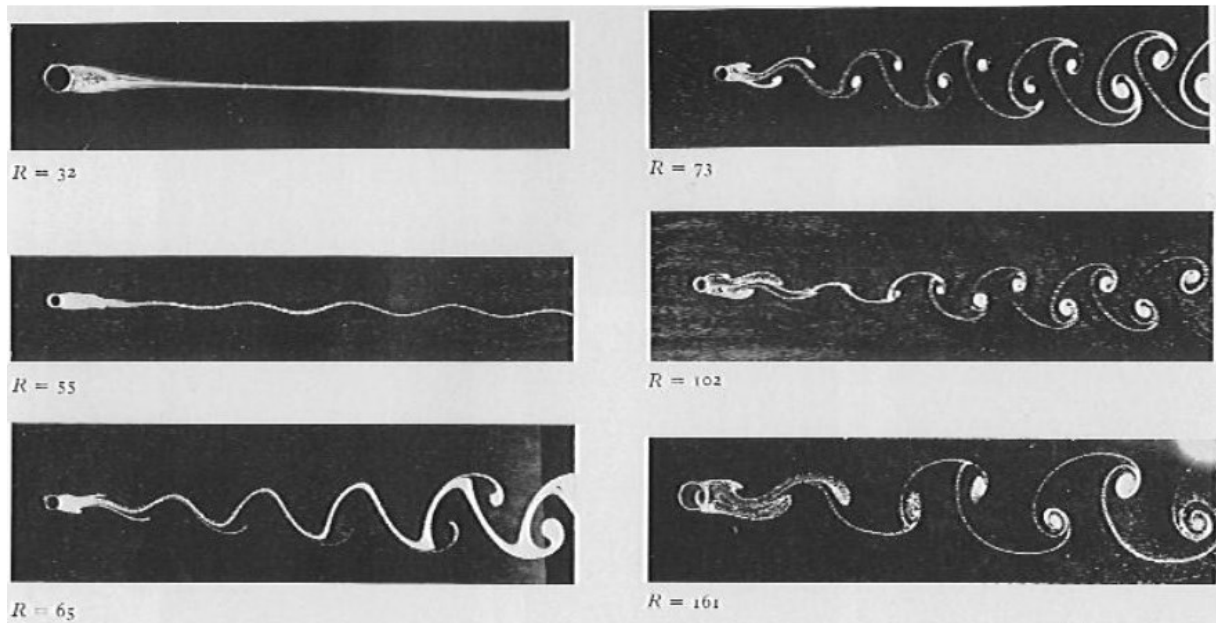 R = 32
R = 55
R = 65
R = 73
R = 102
R = 161